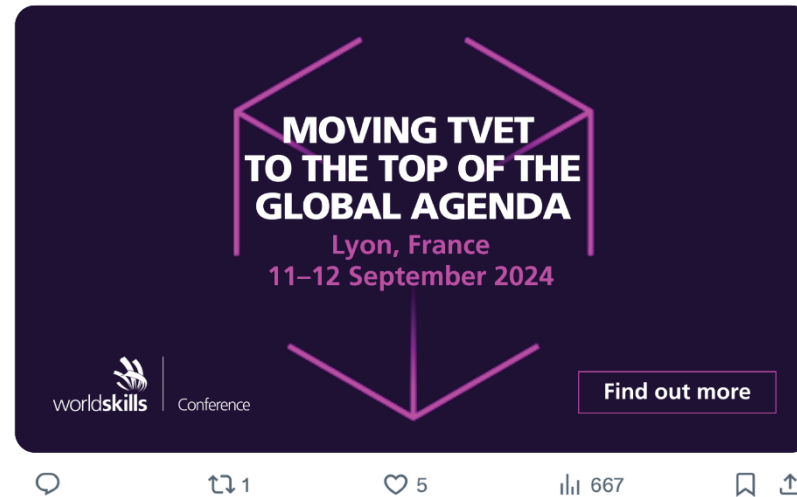 MOVING TVET
TO THE TOP OF THE
GLOBAL AGENDA
Lyon, France
11–12 September 2024
worldskills
Conference
Find out more
1
5
667